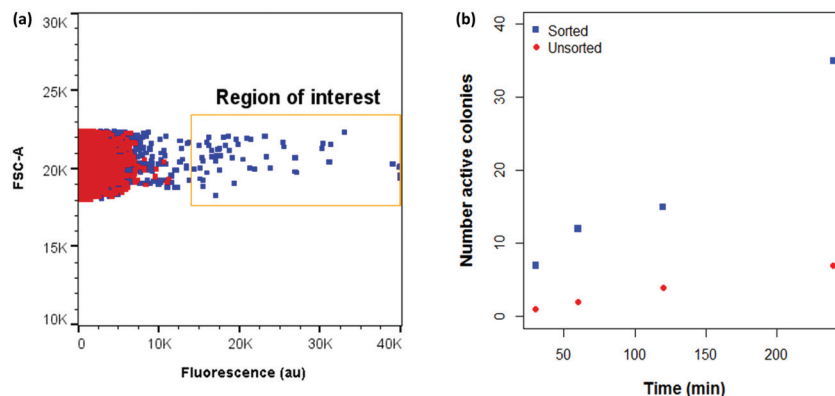 (a)
30K
25K
20K
15K
10K
FSC-A
Region of interest
0
10K
20K
30K
40K
Fluorescence (au)
(b)
40
30
20
10
0
Number active colonies
Sorted
Unsorted
50
100
150
200
Time (min)